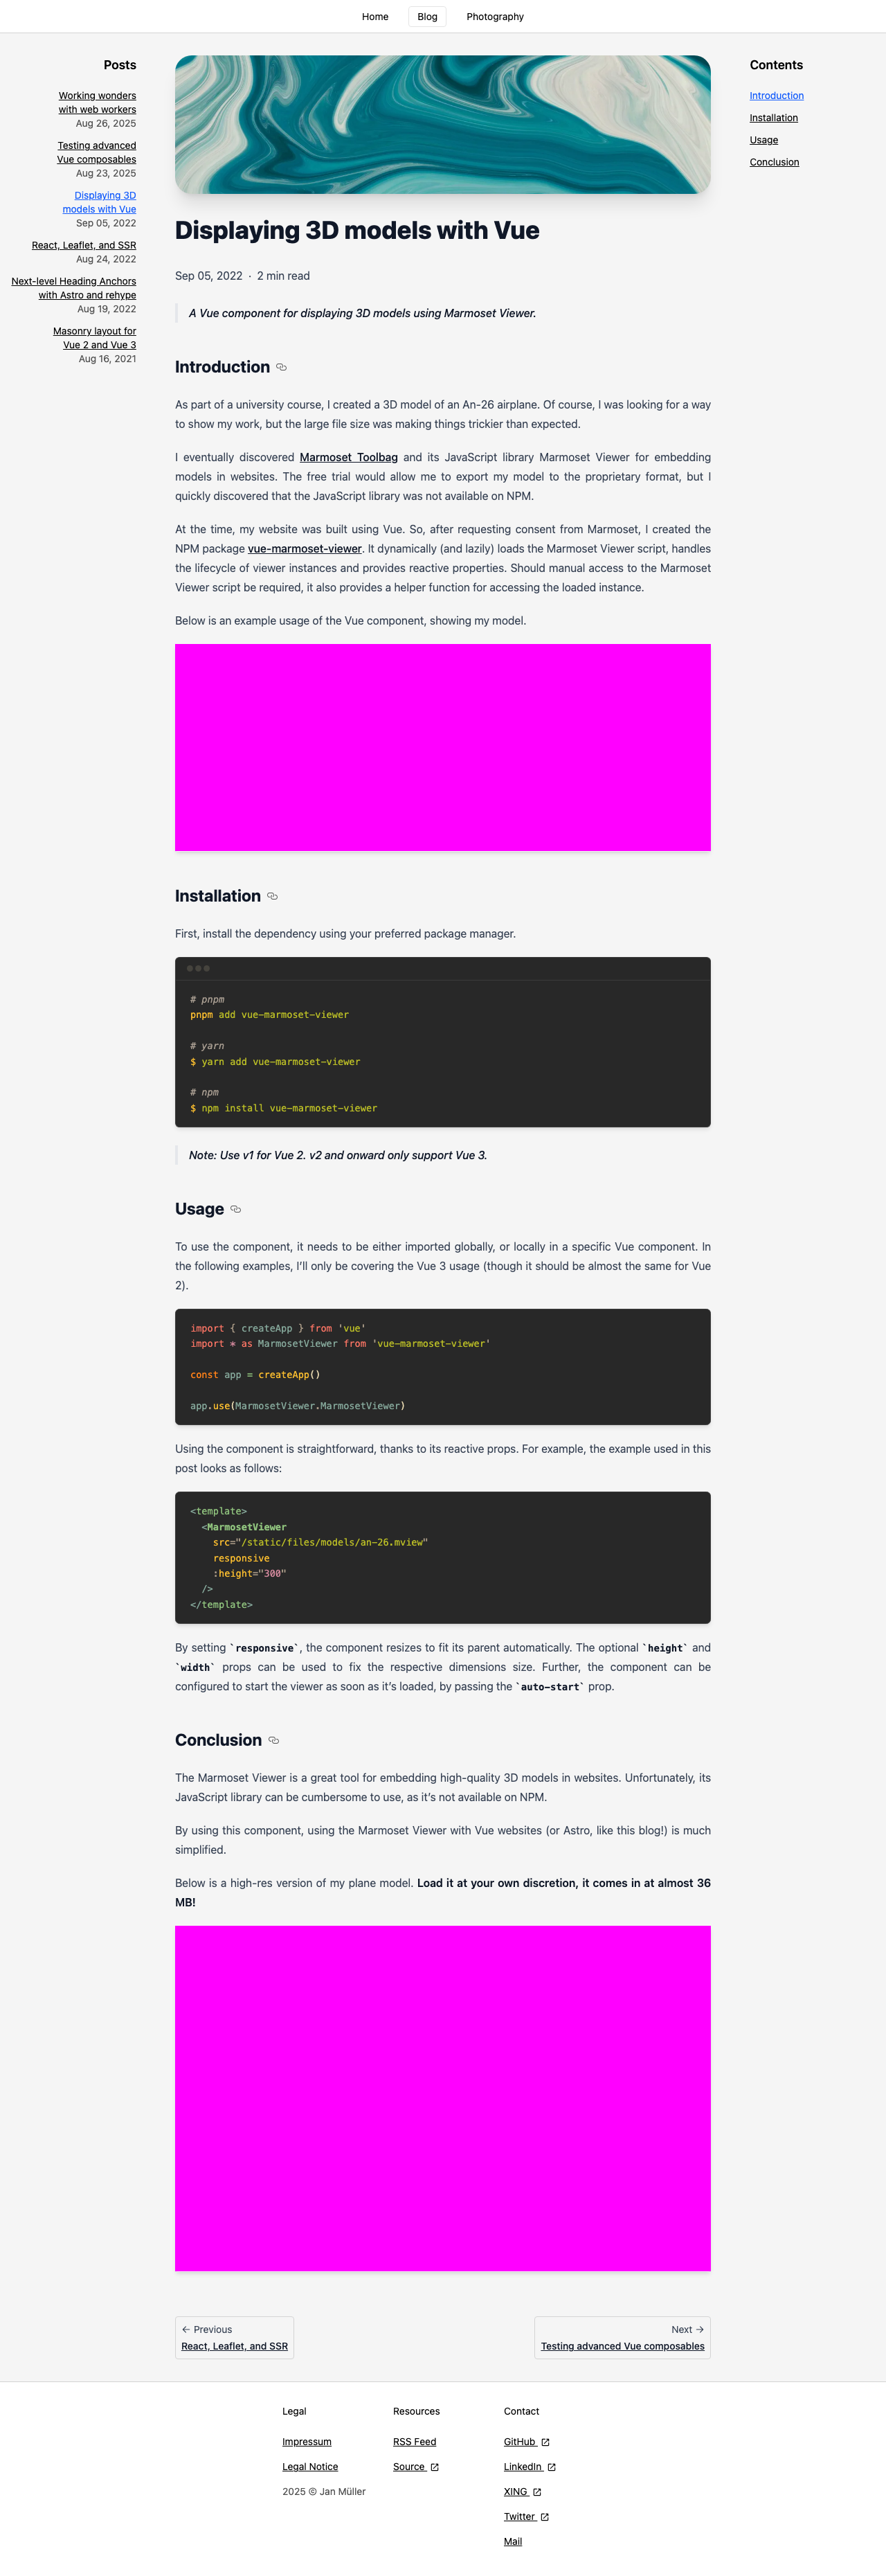 Home
Blog
Photography
Posts
Working wonders
with web workers
Aug 26, 2025
Testing advanced
Vue composables
Aug 23, 2025
Displaying 3D
models with Vue
Sep 05, 2022
React, Leaflet, and SSR
Aug 24, 2022
Next-level Heading Anchors
with Astro and rehype
Aug 19, 2022
Masonry layout for
Vue 2 and Vue 3
Aug 16, 2021
Displaying 3D models with Vue
Sep 05, 2022 · 2 min read
A Vue component for displaying 3D models using Marmoset Viewer.
Introduction
As part of a university course, I created a 3D model of an An-26 airplane. Of course, I was looking for a way
to show my work, but the large file size was making things trickier than expected.
I eventually discovered Marmoset Toolbag and its JavaScript library Marmoset Viewer for embedding
models in websites. The free trial would allow me to export my model to the proprietary format, but I
quickly discovered that the JavaScript library was not available on NPM.
At the time, my website was built using Vue. So, after requesting consent from Marmoset, I created the
NPM package vue-marmoset-viewer. It dynamically (and lazily) loads the Marmoset Viewer script, handles
the lifecycle of viewer instances and provides reactive properties. Should manual access to the Marmoset
Viewer script be required, it also provides a helper function for accessing the loaded instance.
Below is an example usage of the Vue component, showing my model.
Installation
First, install the dependency using your preferred package manager.
# pnpm
pnpm add vue-marmoset-viewer
# yarn
$ yarn add vue-marmoset-viewer
# npm
$ npm install vue-marmoset-viewer
Note: Use v1 for Vue 2. v2 and onward only support Vue 3.
Usage
To use the component, it needs to be either imported globally, or locally in a specific Vue component. In
the following examples, I’ll only be covering the Vue 3 usage (though it should be almost the same for Vue
2).
import { createApp } from 'vue'
import * as MarmosetViewer from 'vue-marmoset-viewer'
const app = createApp()
app.use(MarmosetViewer.MarmosetViewer)
Using the component is straightforward, thanks to its reactive props. For example, the example used in this
post looks as follows:
<template>
<MarmosetViewer
src="/static/files/models/an-26.mview"
responsive
:height="300"
/>
</template>
By setting `responsive`, the component resizes to fit its parent automatically. The optional `height` and
`width` props can be used to fix the respective dimensions size. Further, the component can be
configured to start the viewer as soon as it’s loaded, by passing the `auto-start` prop.
Conclusion
The Marmoset Viewer is a great tool for embedding high-quality 3D models in websites. Unfortunately, its
JavaScript library can be cumbersome to use, as it’s not available on NPM.
By using this component, using the Marmoset Viewer with Vue websites (or Astro, like this blog!) is much
simplified.
Below is a high-res version of my plane model. Load it at your own discretion, it comes in at almost 36
MB!
← Previous
React, Leaflet, and SSR
Next →
Testing advanced Vue composables
Contents
Introduction
Installation
Usage
Conclusion
Legal
Impressum
Legal Notice
2025 © Jan Müller
Resources
RSS Feed
Source
Contact
GitHub
LinkedIn
XING
Twitter
Mail